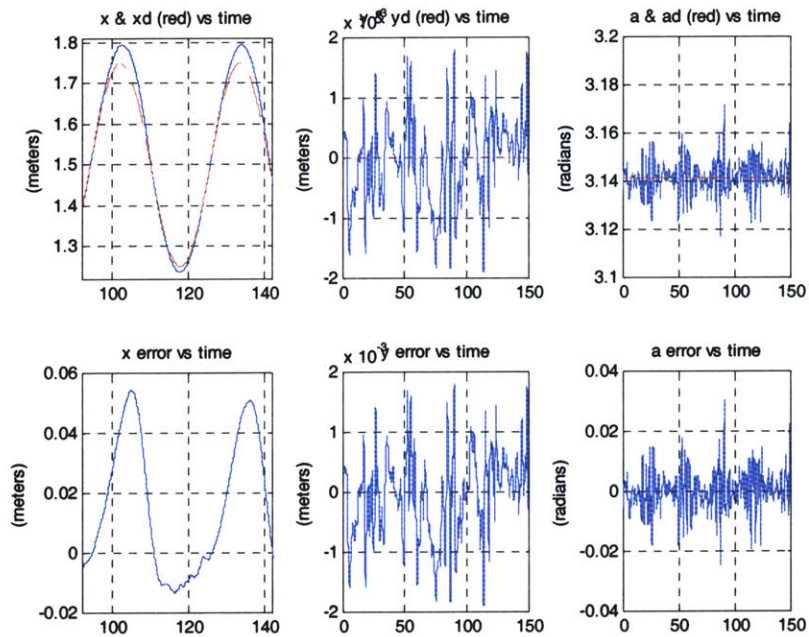 x & xd (red) vs time
(meters)
1.8
1.7
1.6
1.5
1.4
1.3
100 120 140
yd (red) vs time
(meters)
2
1
0
-1
-2
0 50 100 150
a & ad (red) vs time
(radians)
3.2
3.18
3.16
3.14
3.12
3.1
0 50 100 150
x error vs time
(meters)
0.06
0.04
0.02
0
-0.02
100 120 140
x 10⁻³ y error vs time
(meters)
2
1
0
-1
-2
0 50 100 150
a error vs time
(radians)
0.04
0.02
0
-0.02
-0.04
0 50 100 150